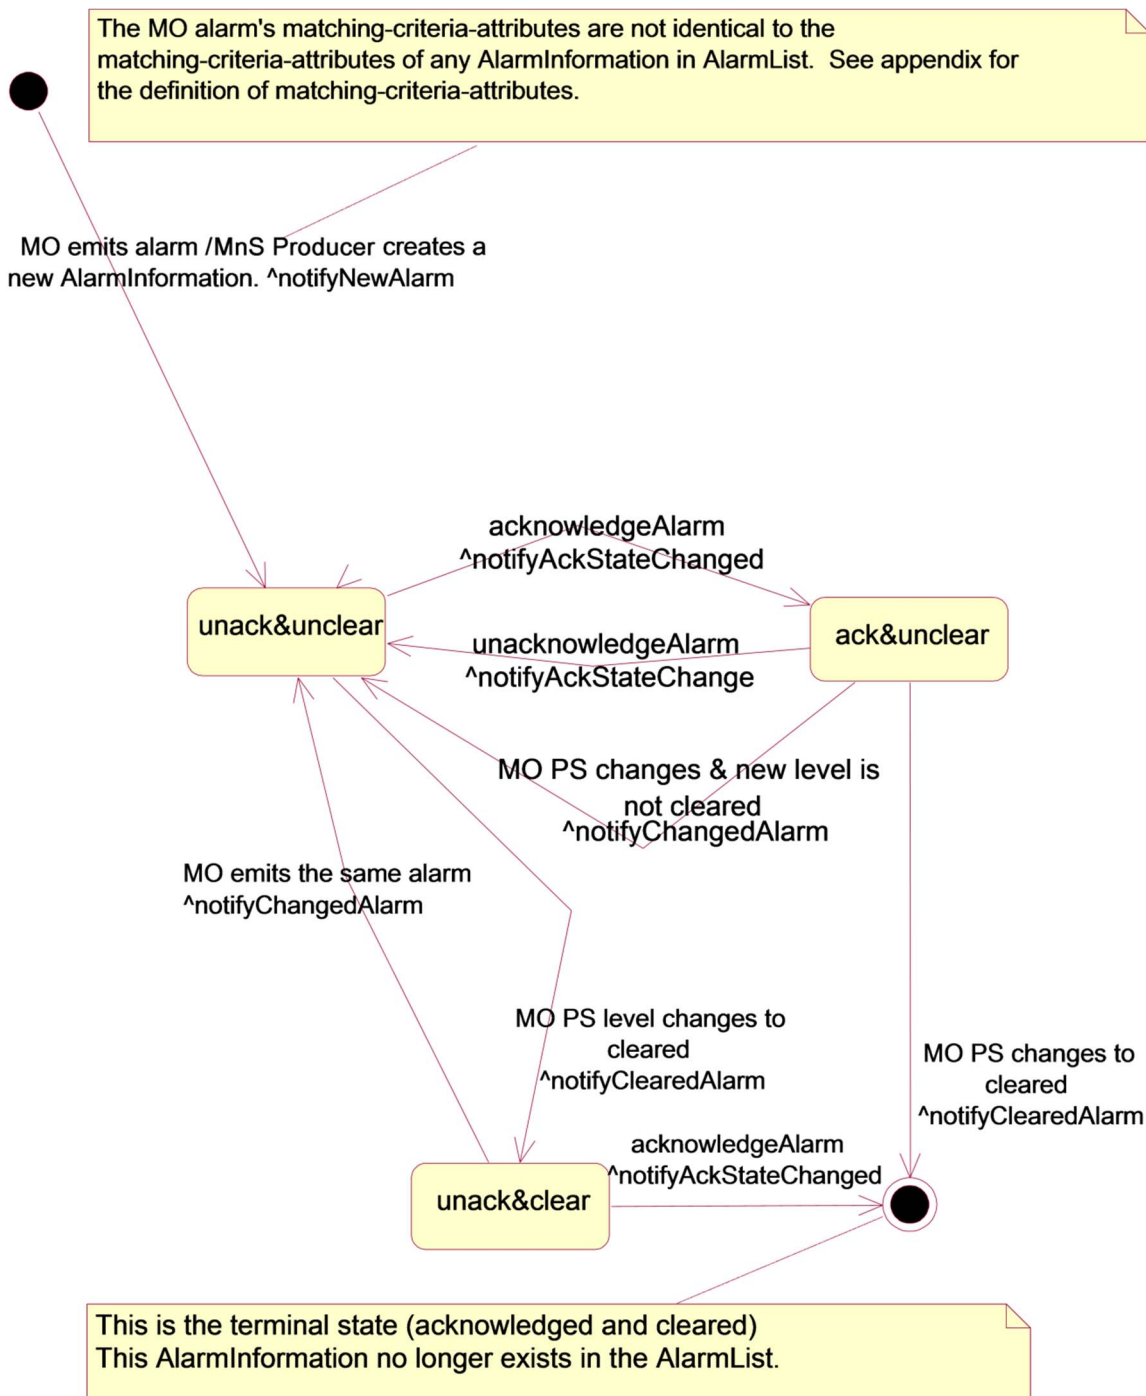 The MO alarm's matching-criteria-attributes are not identical to the
matching-criteria-attributes of any AlarmInformation in AlarmList.  See appendix for
the definition of matching-criteria-attributes.
MO emits alarm /MnS Producer creates a
new AlarmInformation. ^notifyNewAlarm
acknowledgeAlarm
^notifyAckStateChanged
unack&unclear
ack&unclear
unacknowledgeAlarm
^notifyAckStateChange
MO PS changes & new level is
not cleared
^notifyChangedAlarm
MO emits the same alarm
^notifyChangedAlarm
MO PS level changes to
cleared
^notifyClearedAlarm
MO PS changes to
cleared
^notifyClearedAlarm
acknowledgeAlarm
^notifyAckStateChanged
unack&clear
This is the terminal state (acknowledged and cleared)
This AlarmInformation no longer exists in the AlarmList.